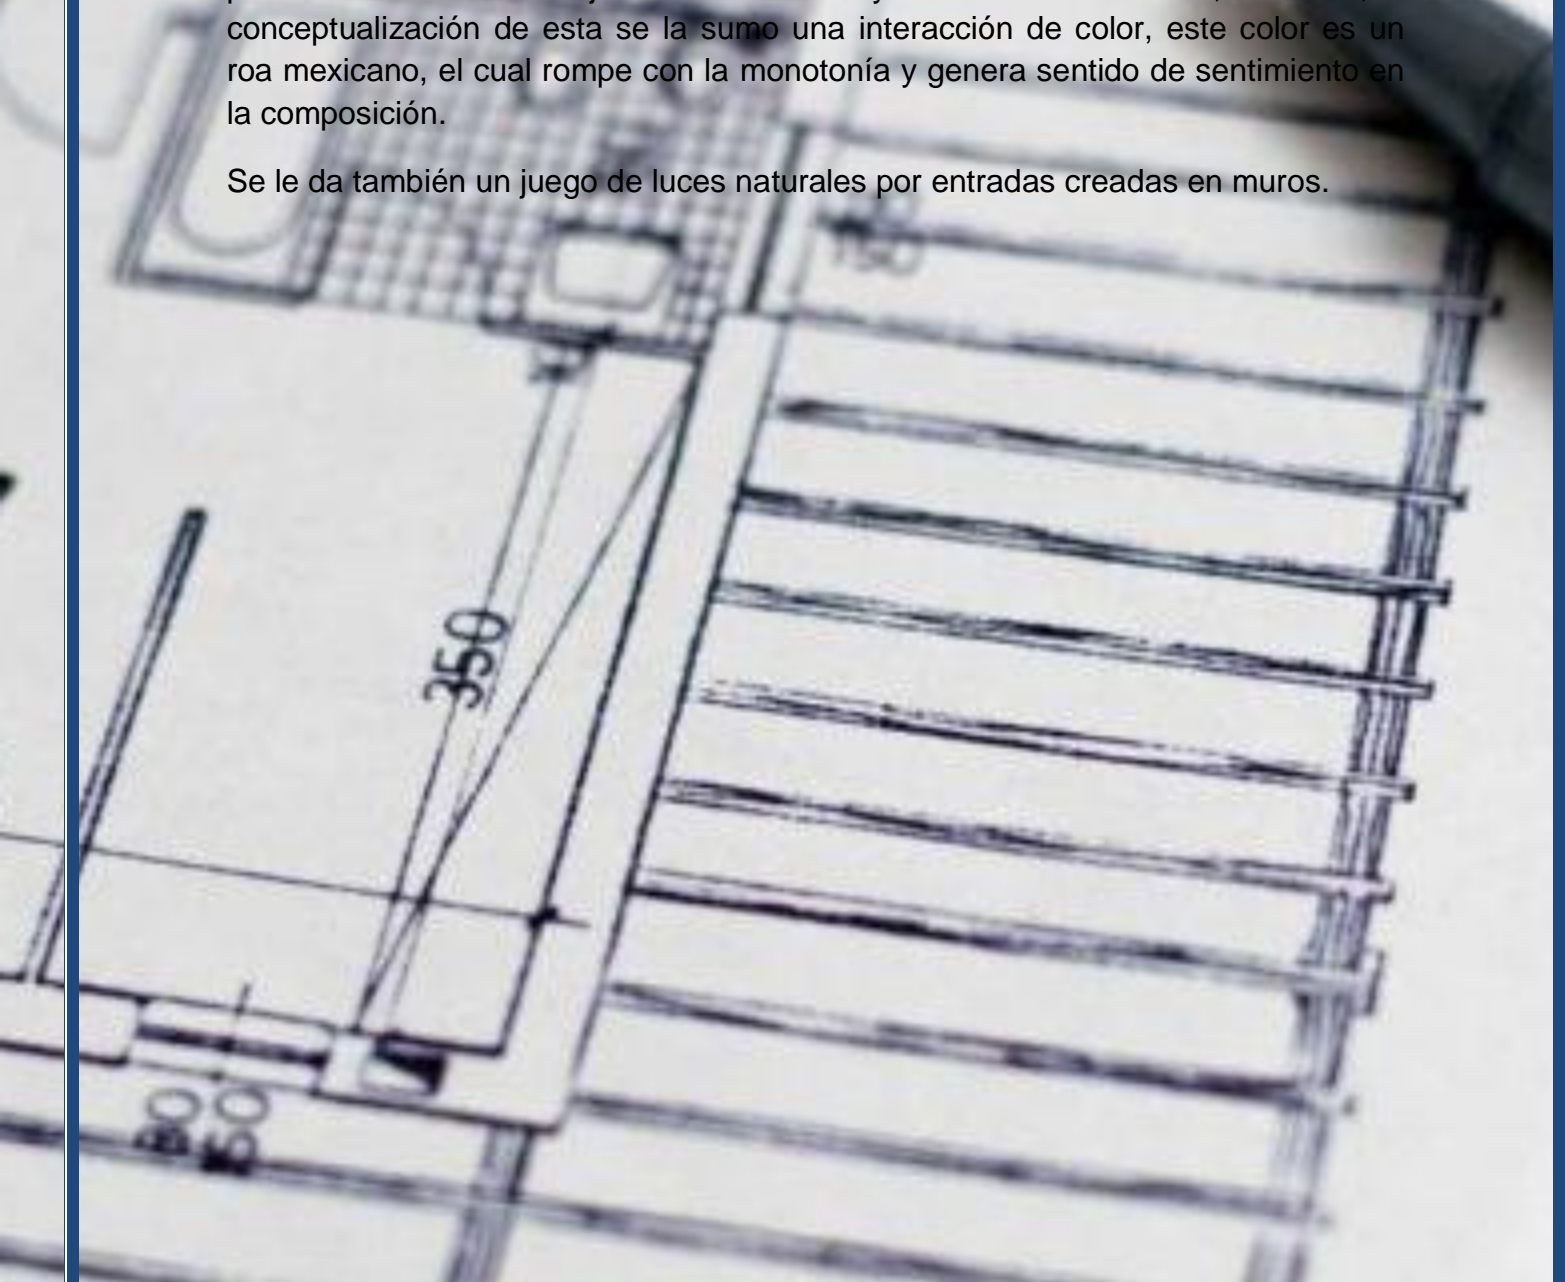 conceptualización de esta se la sumo una interacción de color, este color es un
roa mexicano, el cual rompe con la monotonía y genera sentido de sentimiento en
la composición.
Se le da también un juego de luces naturales por entradas creadas en muros.
150
350
80